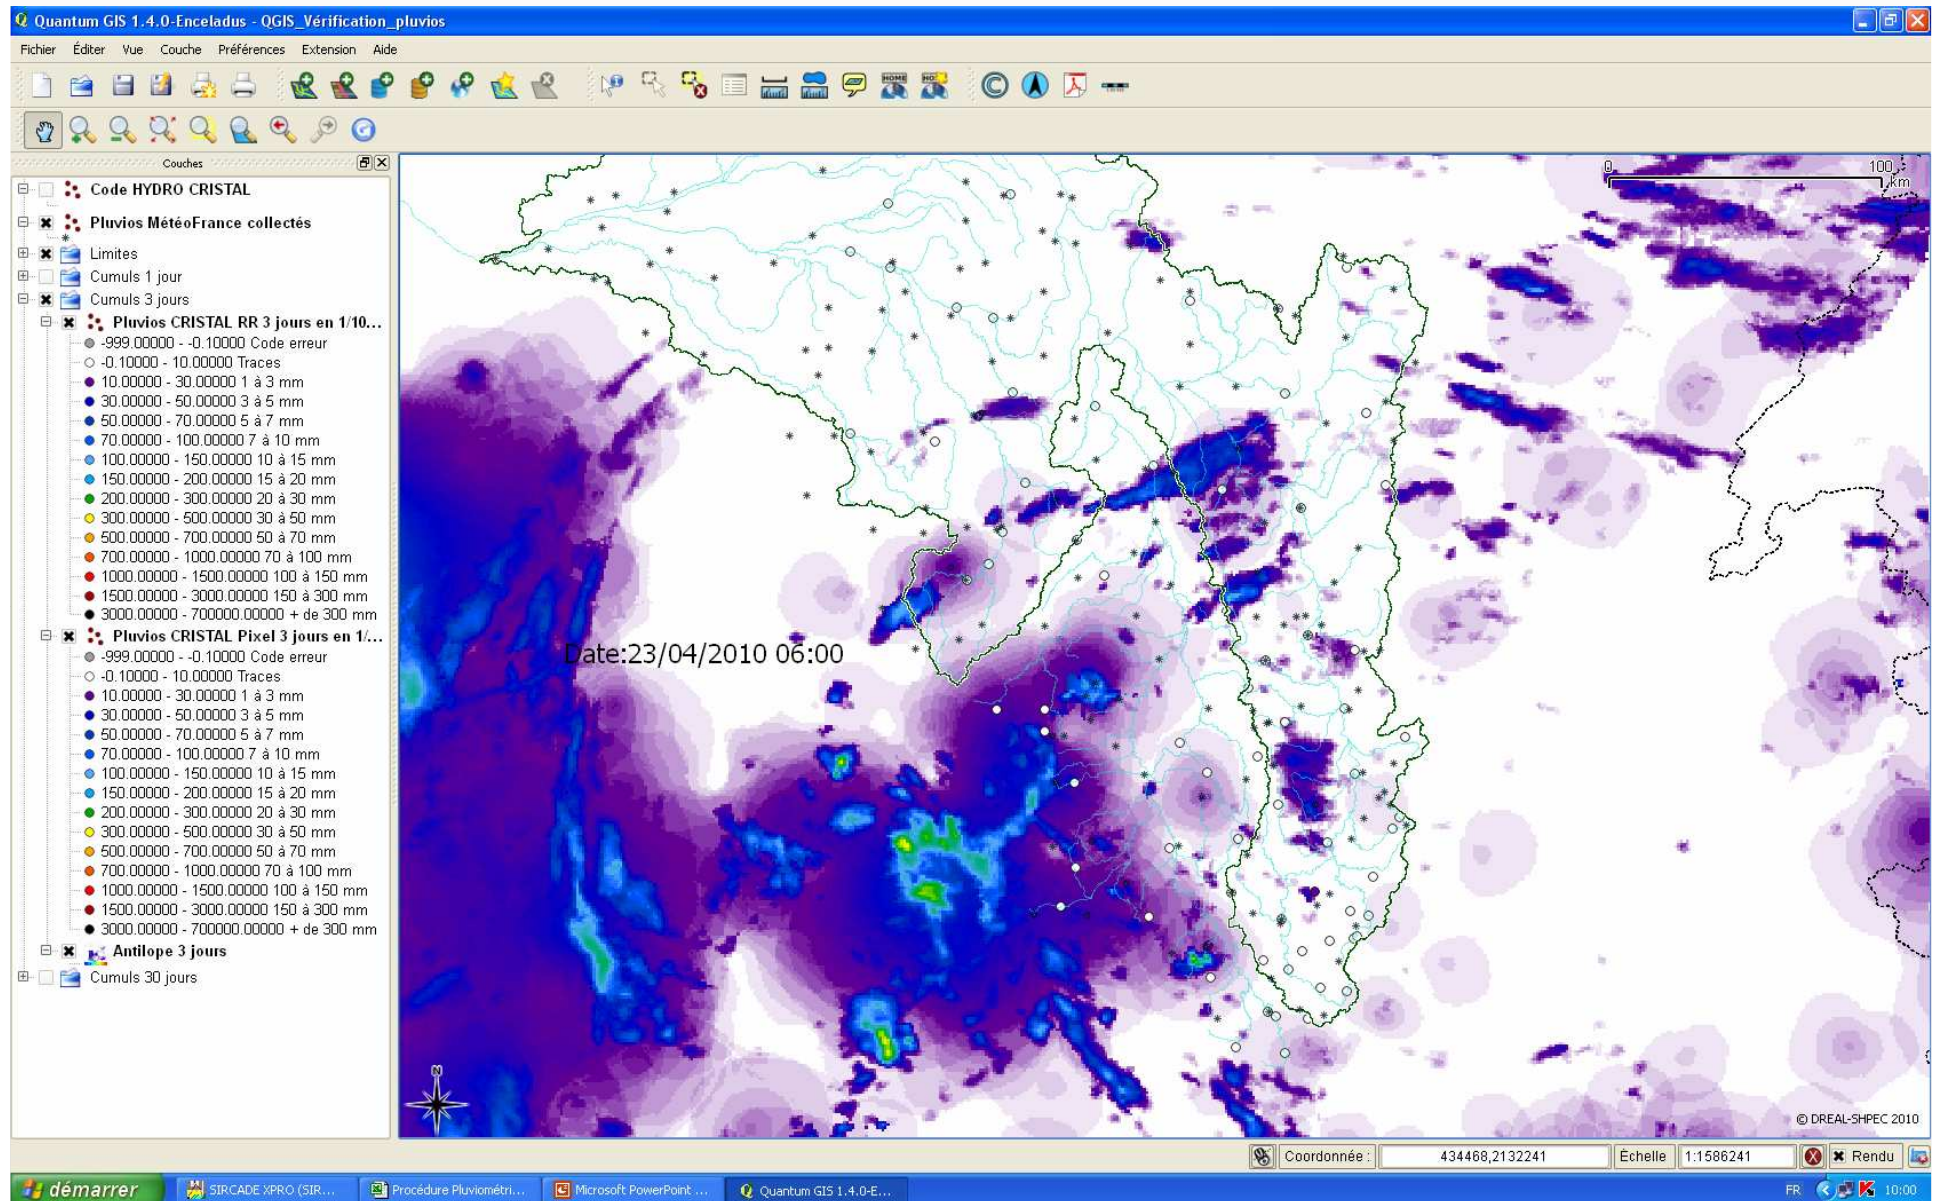 Quantum GIS 1.4.0-Enceladus - QGIS_Vérification_pluvios
Fichier Éditer Vue Couche Préférences Extension Aide
Couches
Code HYDRO CRISTAL
Pluvios MétéoFrance collectés
Limites
Cumuls 1 jour
Cumuls 3 jours
Pluvios CRISTAL RR 3 jours en 1/10...
-999.00000 - -0.10000 Code erreur
-0.10000 - 10.00000 Traces
10.00000 - 30.00000 1 à 3 mm
30.00000 - 50.00000 3 à 5 mm
50.00000 - 70.00000 5 à 7 mm
70.00000 - 100.00000 7 à 10 mm
100.00000 - 150.00000 10 à 15 mm
150.00000 - 200.00000 15 à 20 mm
200.00000 - 300.00000 20 à 30 mm
300.00000 - 500.00000 30 à 50 mm
500.00000 - 700.00000 50 à 70 mm
700.00000 - 1000.00000 70 à 100 mm
1000.00000 - 1500.00000 100 à 150 mm
1500.00000 - 3000.00000 150 à 300 mm
3000.00000 - 700000.00000 + de 300 mm
Pluvios CRISTAL Pixel 3 jours en 1/...
-999.00000 - -0.10000 Code erreur
-0.10000 - 10.00000 Traces
10.00000 - 30.00000 1 à 3 mm
30.00000 - 50.00000 3 à 5 mm
50.00000 - 70.00000 5 à 7 mm
70.00000 - 100.00000 7 à 10 mm
100.00000 - 150.00000 10 à 15 mm
150.00000 - 200.00000 15 à 20 mm
200.00000 - 300.00000 20 à 30 mm
300.00000 - 500.00000 30 à 50 mm
500.00000 - 700.00000 50 à 70 mm
700.00000 - 1000.00000 70 à 100 mm
1000.00000 - 1500.00000 100 à 150 mm
1500.00000 - 3000.00000 150 à 300 mm
3000.00000 - 700000.00000 + de 300 mm
Antilope 3 jours
Cumuls 30 jours
0 100
km
Date:23/04/2010 06:00
N
© DREAL-SHPEC 2010
Coordonnée : 434468,2132241 Échelle 1:1586241 Rendu
démarrer SIRCADE XPRO (SIR... Procédure Pluviométri... Microsoft PowerPoint ... Quantum GIS 1.4.0-E... FR 10:00